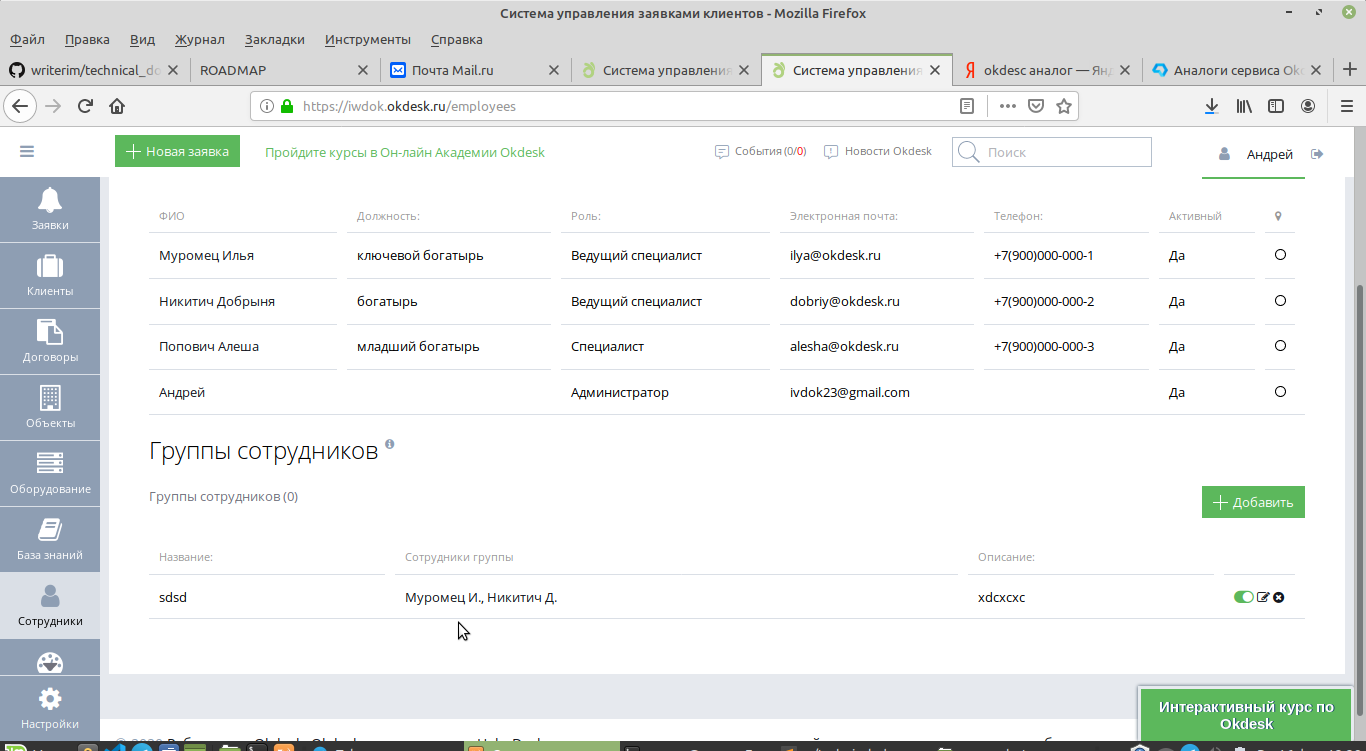 Система управления заявками клиентов - Mozilla Firefox
Файл Правка Вид Журнал Закладки Инструменты Справка
writerim/technical_do ROADMAP Почта Mail.ru Система управления Система управления okdesc аналог — Янд Аналоги сервиса Okd
https://iwdok.okdesk.ru/employees
Новая заявка Пройдите курсы в Он-лайн Академии Okdesk События (0/0) Новости Okdesk Поиск Андрей
Заявки
Клиенты
Договоры
Объекты
Оборудование
База знаний
Сотрудники
Настройки
ФИО Должность: Роль: Электронная почта: Телефон: Активный
Муромец Илья ключевой богатырь Ведущий специалист ilya@okdesk.ru +7(900)000-000-1 Да
Никитич Добрыня богатырь Ведущий специалист dobriy@okdesk.ru +7(900)000-000-2 Да
Попович Алеша младший богатырь Специалист alesha@okdesk.ru +7(900)000-000-3 Да
Андрей Администратор ivdok23@gmail.com Да
Группы сотрудников
Группы сотрудников (0)
Добавить
Название: Сотрудники группы Описание:
sdsd Муромец И., Никитич Д. xdcxcxc
Интерактивный курс по
Okdesk